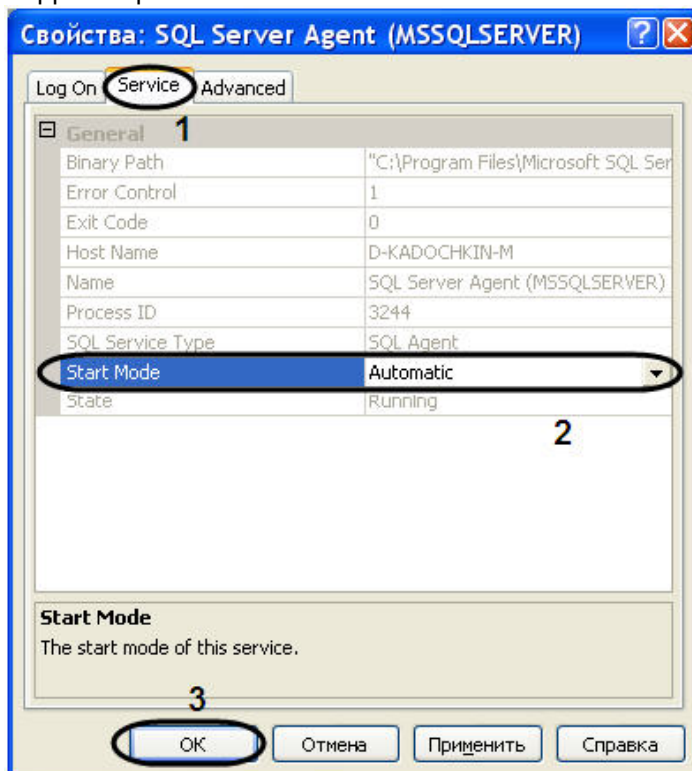 Свойства: SQL Server Agent (MSSQLSERVER)
Log On Service Advanced
1
General
Binary Path "C:\Program Files\Microsoft SQL Ser
Error Control 1
Exit Code 0
Host Name D-KADOCHKIN-M
Name SQL Server Agent (MSSQLSERVER)
Process ID 3244
SQL Service Type SQL Agent
Start Mode Automatic
State Running
2
Start Mode
The start mode of this service.
3
ОК Отмена Применить Справка